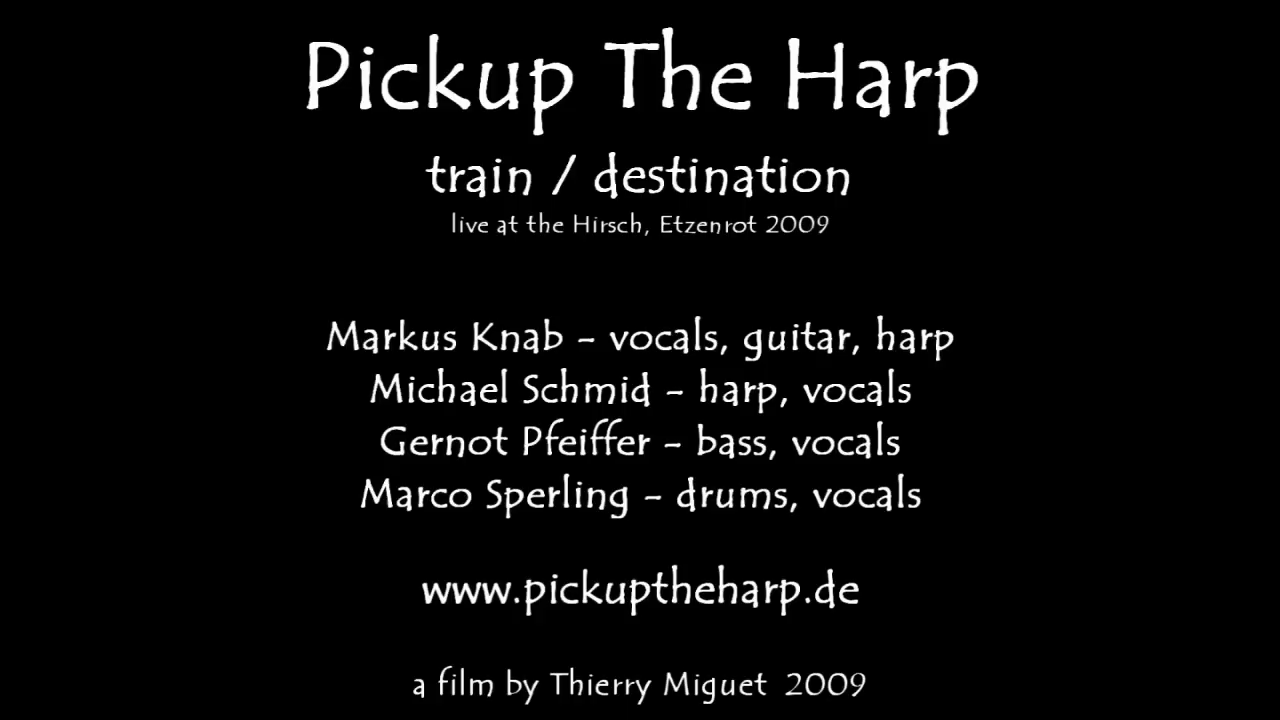 Pickup The Harp
train / destination
live at the Hirsch, Etzenrot 2009
Markus Knab - vocals, guitar, harp
Michael Schmid - harp, vocals
Gernot Pfeiffer - bass, vocals
Marco Sperling - drums, vocals
www.pickuptheharp.de
a film by Thierry Miguet 2009